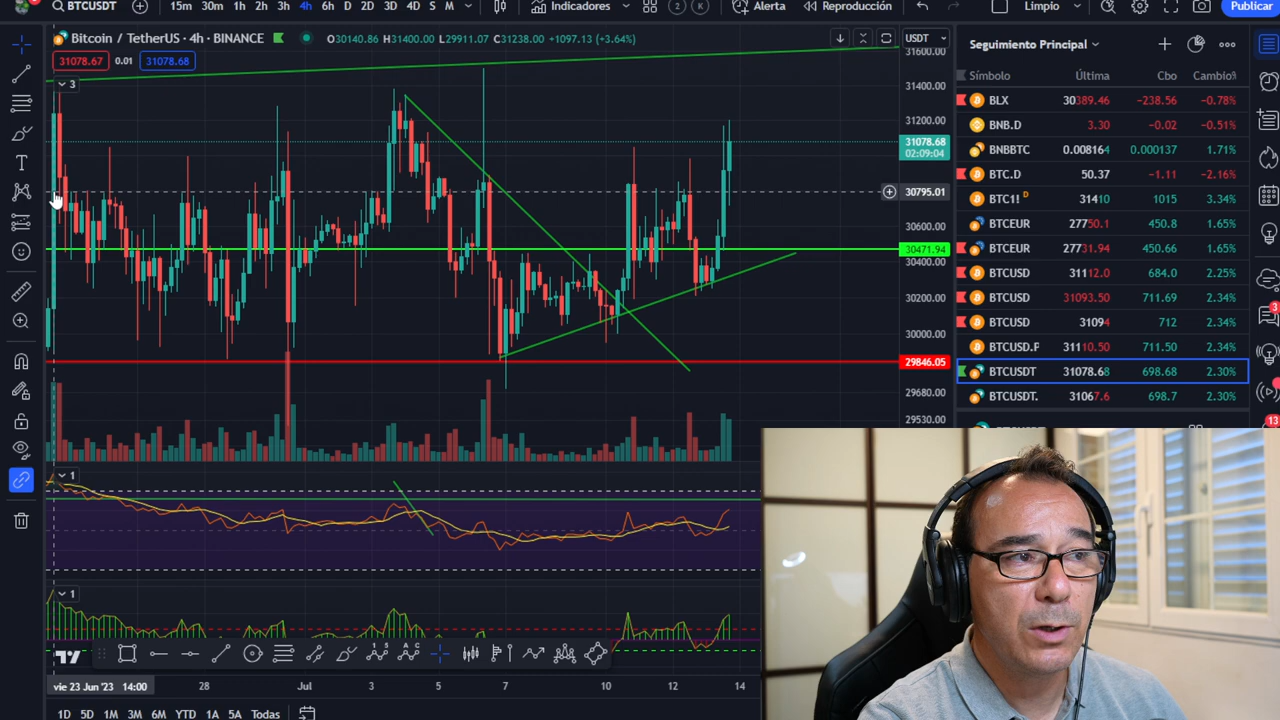 BTCUSDT 15m 30m 1h 2h 3h 4h 6h D 2D 3D 4D S M Indicadores 2 K Alerta Reproducción Limpio Publicar
Bitcoin / TetherUS · 4h · BINANCE O30140.86 H31400.00 L29911.07 C31238.00 +1097.13 (+3.64%) USDT
31078.67 0.01 31078.68
3
31600.00
31400.00
31200.00
31078.68
02:09:04
30795.01
30600.00
30471.94
30400.00
30200.00
30000.00
29846.05
29680.00
29530.00
1
1
vie 23 Jun '23 14:00 28 Jul 3 5 7 10 12 14
1D 5D 1M 3M 6M YTD 1A 5A Todas
Seguimiento Principal
Símbolo Última Cbo Cambio%
BLX 30389.46 −238.56 −0.78%
BNB.D 3.30 −0.02 −0.51%
BNBBTC 0.008164 0.000137 1.71%
BTC.D 50.37 −1.11 −2.16%
BTC1! D 31410 1015 3.34%
BTCEUR 27750.1 450.8 1.65%
BTCEUR 27731.94 450.66 1.65%
BTCUSD 31112.0 684.0 2.25%
BTCUSD 31093.50 711.69 2.34%
BTCUSD 31094 712 2.34%
BTCUSD.P 31110.50 711.50 2.34%
BTCUSDT 31078.68 698.68 2.30%
BTCUSDT. 31067.6 698.7 2.30%
3
13